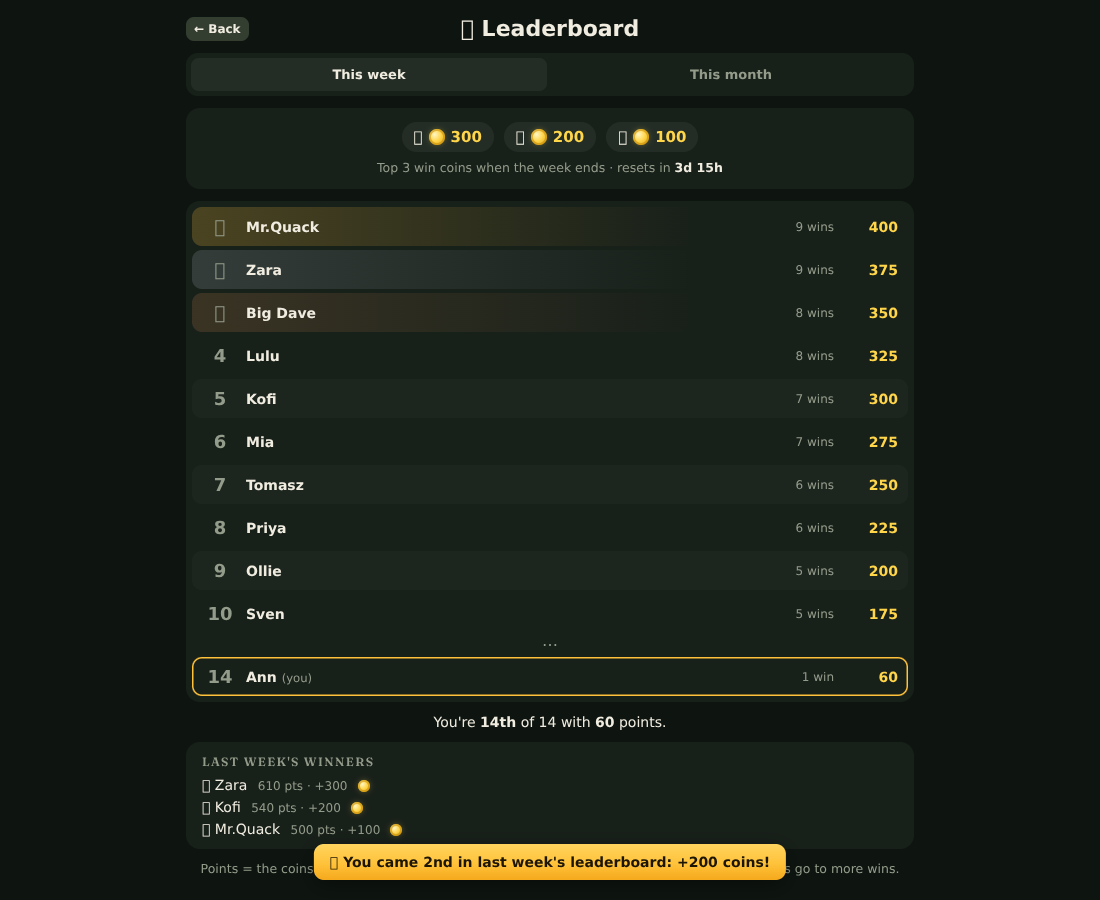 ← Back
Leaderboard
This week
This month
300
200
100
Top 3 win coins when the week ends · resets in 3d 15h
Mr.Quack 9 wins 400
Zara 9 wins 375
Big Dave 8 wins 350
4 Lulu 8 wins 325
5 Kofi 7 wins 300
6 Mia 7 wins 275
7 Tomasz 6 wins 250
8 Priya 6 wins 225
9 Ollie 5 wins 200
10 Sven 5 wins 175
…
14 Ann (you) 1 win 60
You're 14th of 14 with 60 points.
LAST WEEK'S WINNERS
Zara 610 pts · +300
Kofi 540 pts · +200
Mr.Quack 500 pts · +100
You came 2nd in last week's leaderboard: +200 coins!
Points = the coins go to more wins.